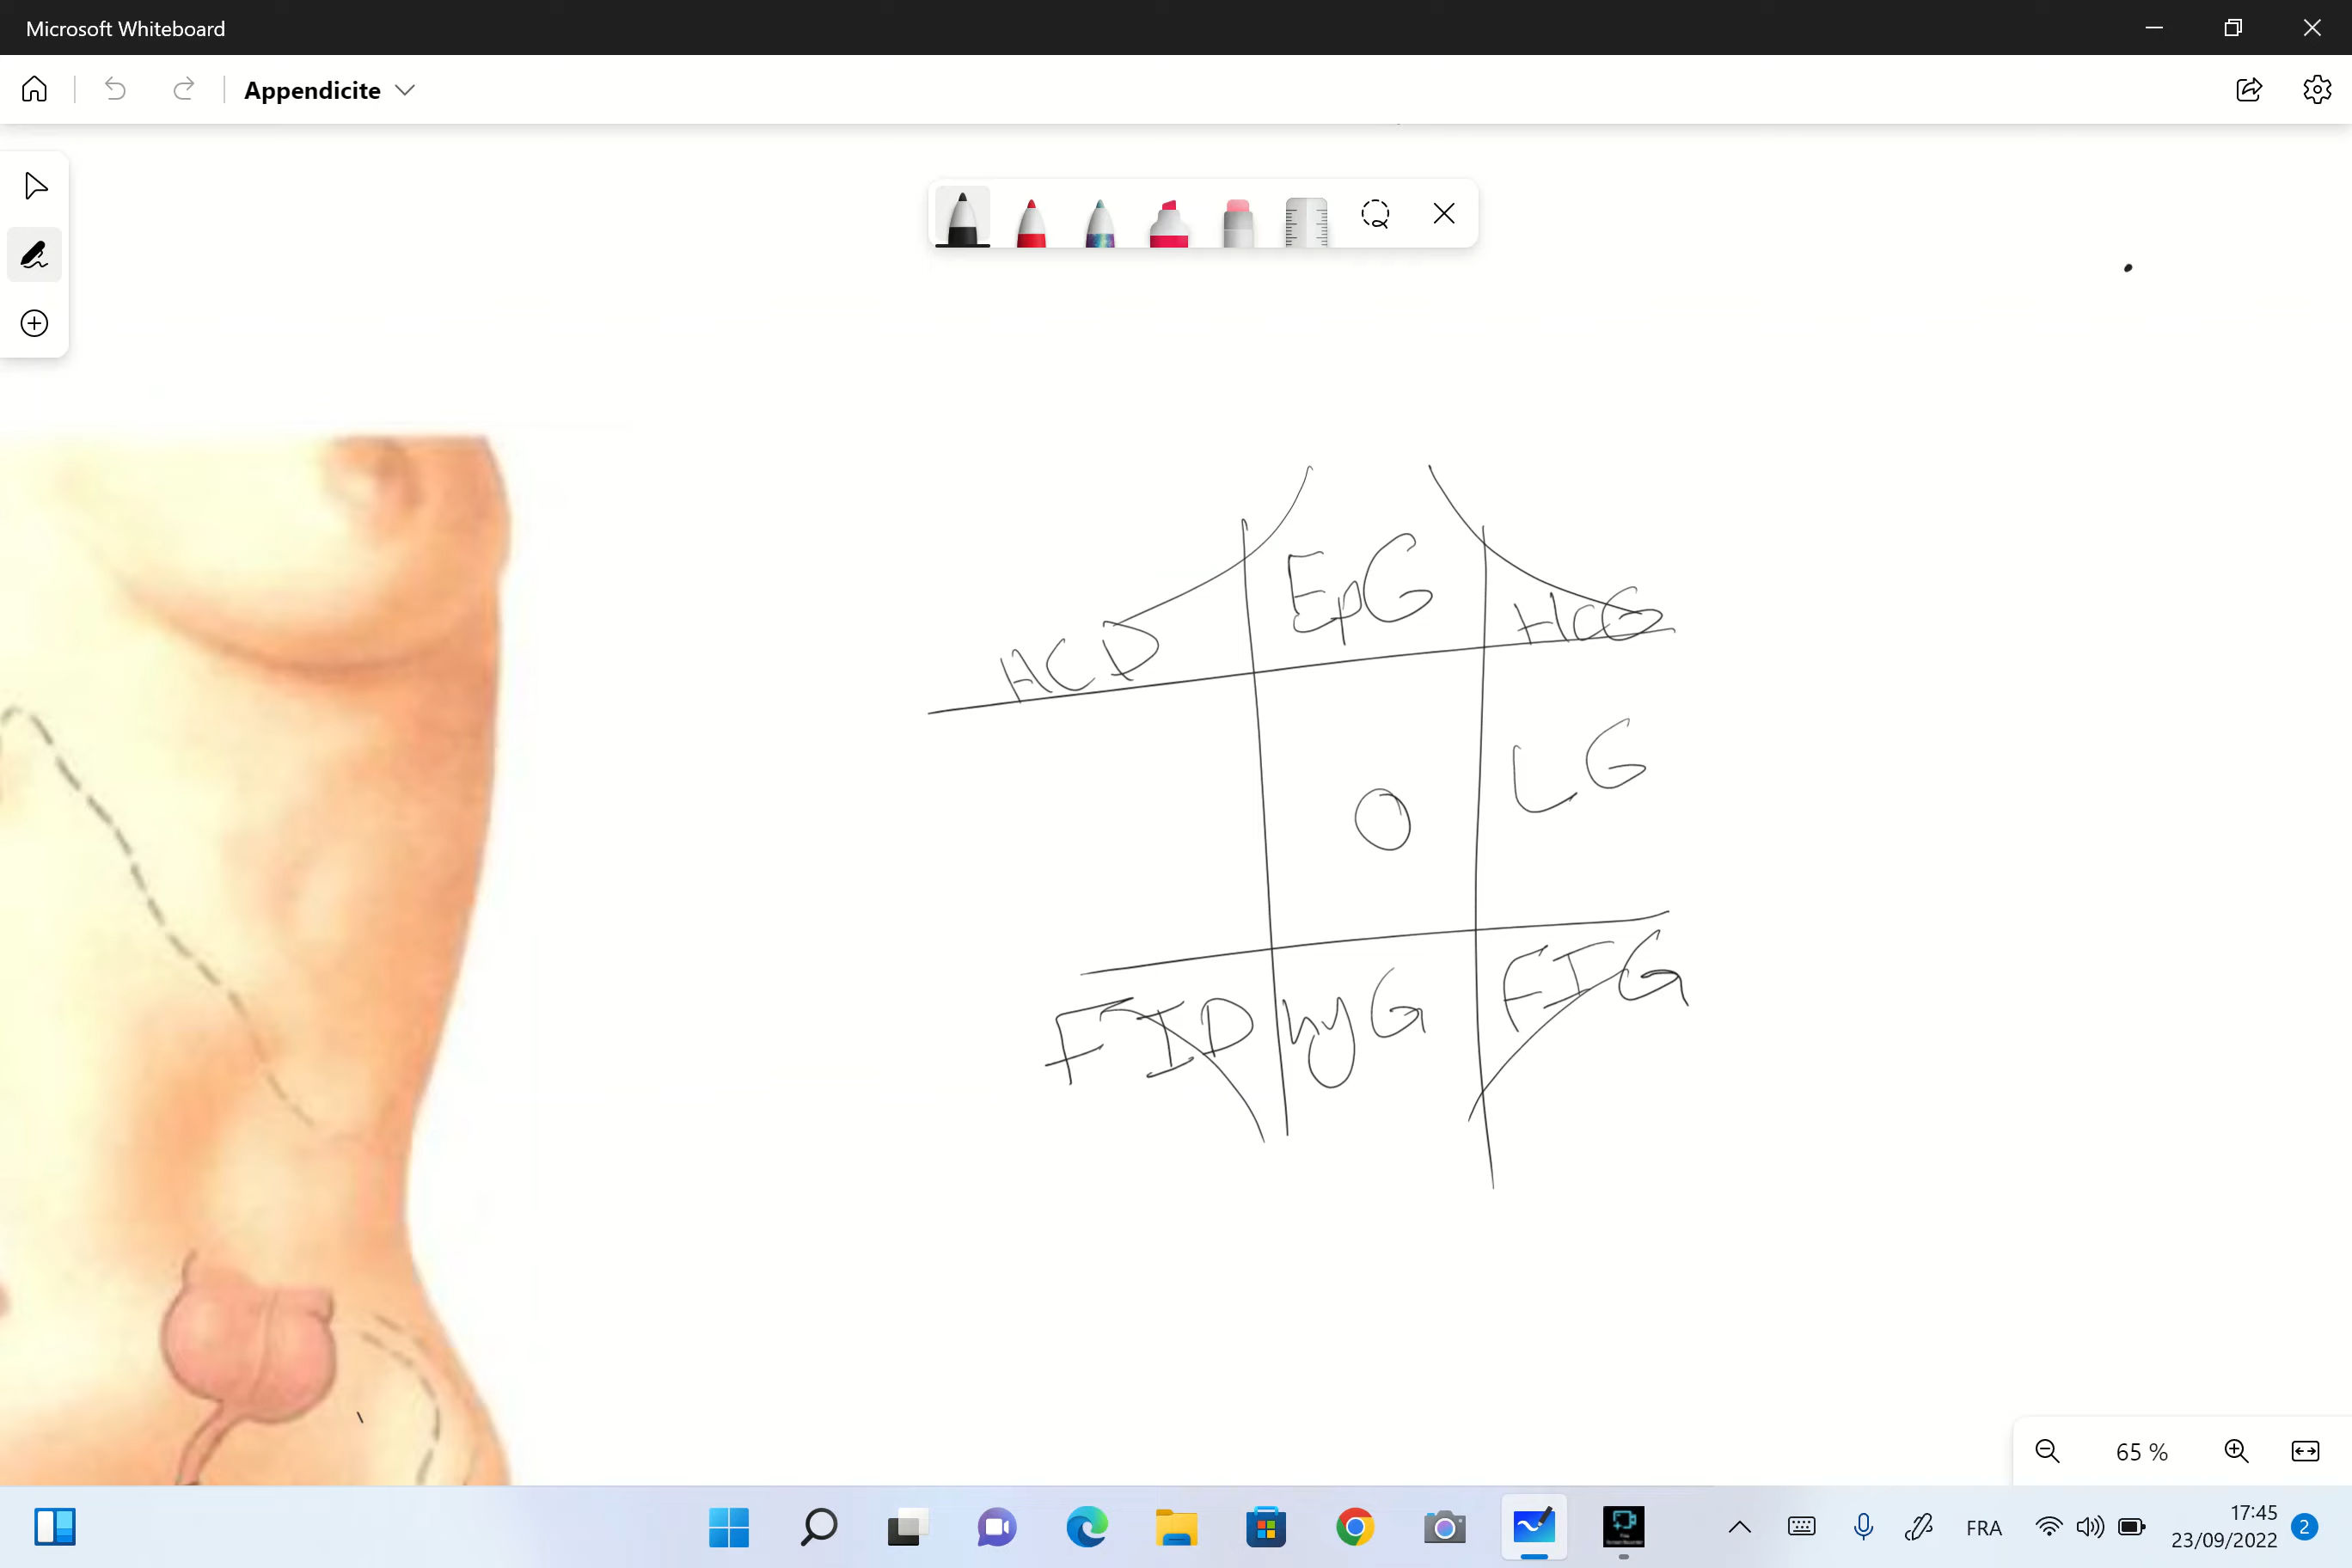 Microsoft Whiteboard
Appendicite
EpG
HCD
HCG
LG
O
FID
hyG
FIG
65 %
FRA
17:45
23/09/2022
2